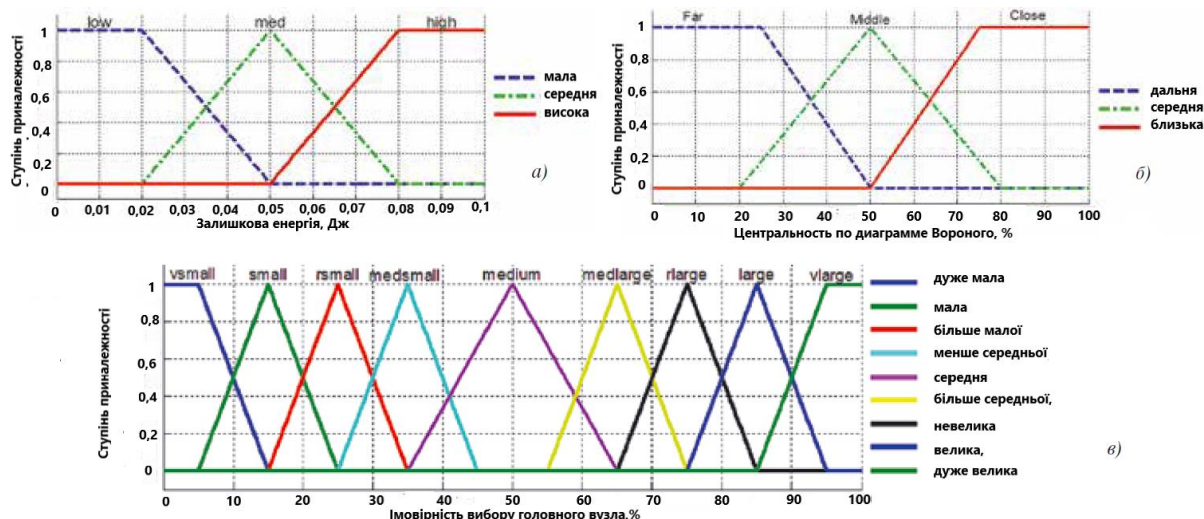 low med high
Ступінь приналежності
1
0,8
0,6
0,4
0,2
0
0 0,01 0,02 0,03 0,04 0,05 0,06 0,07 0,08 0,09 0,1
Залишкова енергія, Дж
мала
середня
висока
а)
Far Middle Close
Ступінь приналежності
1
0,8
0,6
0,4
0,2
0
0 10 20 30 40 50 60 70 80 90 100
Центральность по диаграмме Вороного, %
дальня
середня
близька
б)
vsmall small rsmall medsmall medium medlarge rlarge large vlarge
Ступінь приналежності
1
0,8
0,6
0,4
0,2
0
0 10 20 30 40 50 60 70 80 90 100
Імовірність вибору головного вузла,%
дуже мала
мала
більше малої
менше середньої
середня
більше середньої,
невелика
велика,
дуже велика
в)